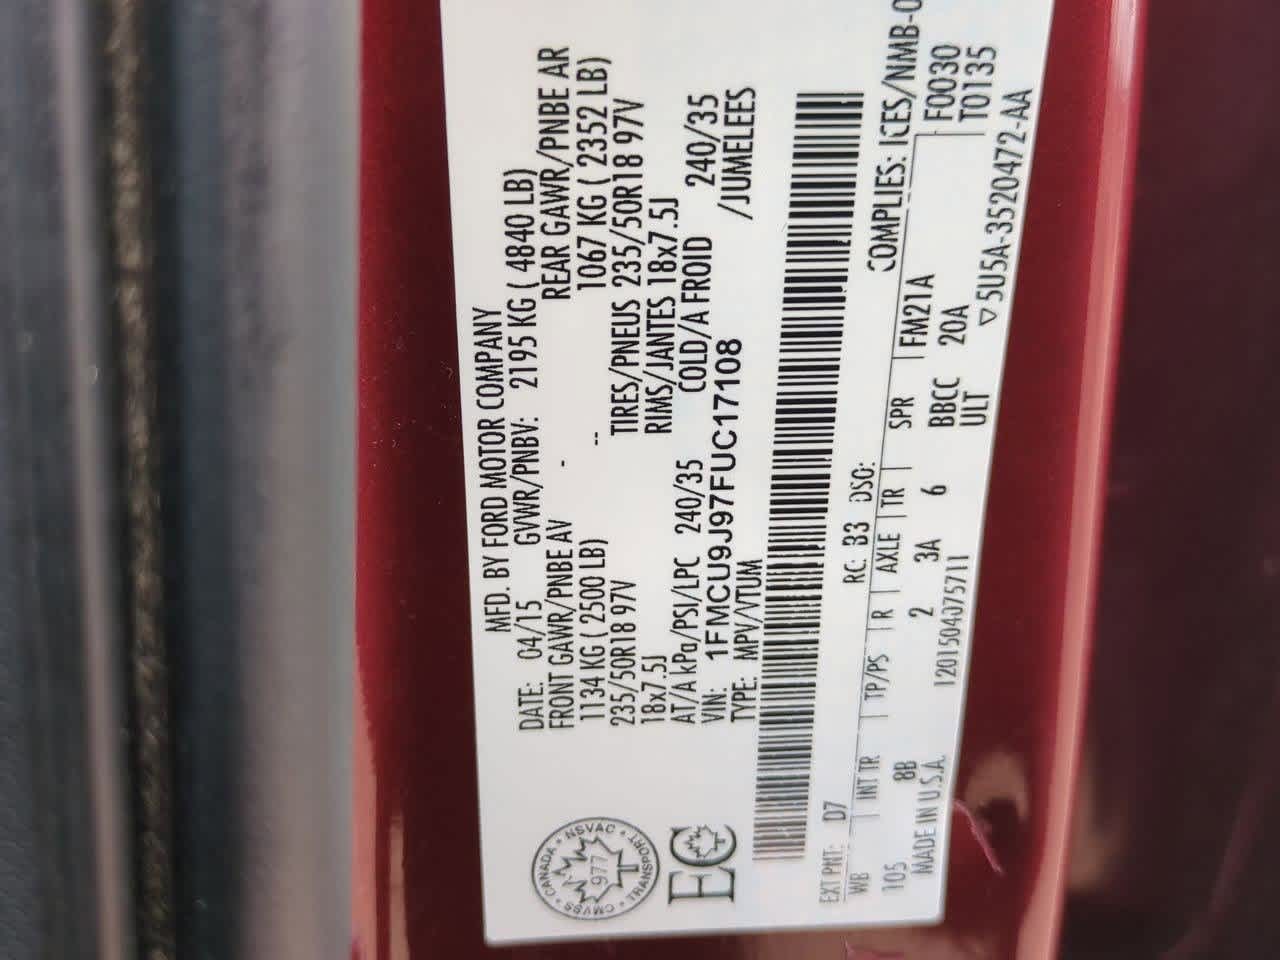 MFD. BY FORD MOTOR COMPANY
DATE: 04/15 GVWR/PNBV: 2195 KG ( 4840 LB)
FRONT GAWR/PNBE AV - REAR GAWR/PNBE AR
1134 KG ( 2500 LB) -- 1067 KG ( 2352 LB)
235/50R18 97V TIRES/PNEUS 235/50R18 97V
18x7.5J RIMS/JANTES 18x7.5J
AT/A kPa/PSI/LPC 240/35 COLD/A FROID 240/35
VIN: 1FMCU9J97FUC17108 /JUMELEES
TYPE: MPV/VTUM
CANADA • NSVAC • TRANSPORT • CMVSS •
977
T
EC
EXT PNT: D7 RC: B3 DSO: COMPLIES: ICES/NMB-0
WB INT TR TP/PS R AXLE TR SPR FM21A F0030
105 8B 2 3A 6 BBCC 20A T0135
MADE IN U.S.A. 120150407571I ULT ▽5U5A-3520472-AA